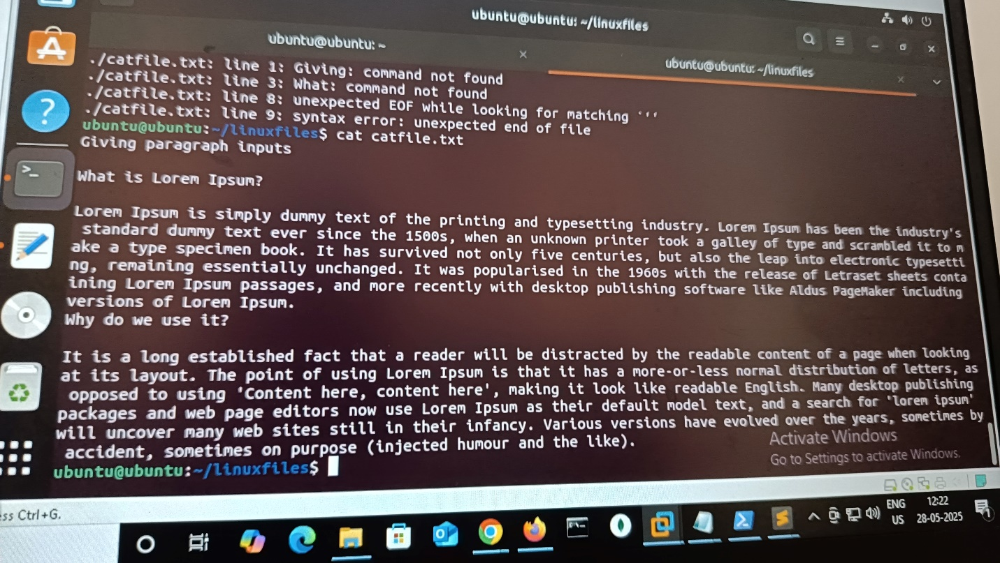 ubuntu@ubuntu: ~/linuxfiles
ubuntu@ubuntu: ~
ubuntu@ubuntu: ~/linuxfiles
./catfile.txt: line 1: Giving: command not found
./catfile.txt: line 3: What: command not found
./catfile.txt: line 8: unexpected EOF while looking for matching `''
./catfile.txt: line 9: syntax error: unexpected end of file
ubuntu@ubuntu:~/linuxfiles$ cat catfile.txt
Giving paragraph inputs
What is Lorem Ipsum?
Lorem Ipsum is simply dummy text of the printing and typesetting industry. Lorem Ipsum has been the industry's
standard dummy text ever since the 1500s, when an unknown printer took a galley of type and scrambled it to m
ake a type specimen book. It has survived not only five centuries, but also the leap into electronic typesetti
ng, remaining essentially unchanged. It was popularised in the 1960s with the release of Letraset sheets conta
ining Lorem Ipsum passages, and more recently with desktop publishing software like Aldus PageMaker including
versions of Lorem Ipsum.
Why do we use it?
It is a long established fact that a reader will be distracted by the readable content of a page when looking
at its layout. The point of using Lorem Ipsum is that it has a more-or-less normal distribution of letters, as
opposed to using 'Content here, content here', making it look like readable English. Many desktop publishing
packages and web page editors now use Lorem Ipsum as their default model text, and a search for 'lorem ipsum'
will uncover many web sites still in their infancy. Various versions have evolved over the years, sometimes by
accident, sometimes on purpose (injected humour and the like).
ubuntu@ubuntu:~/linuxfiles$
Activate Windows
Go to Settings to activate Windows.
ss Ctrl+G.
ENG
US
12:22
28-05-2025
1